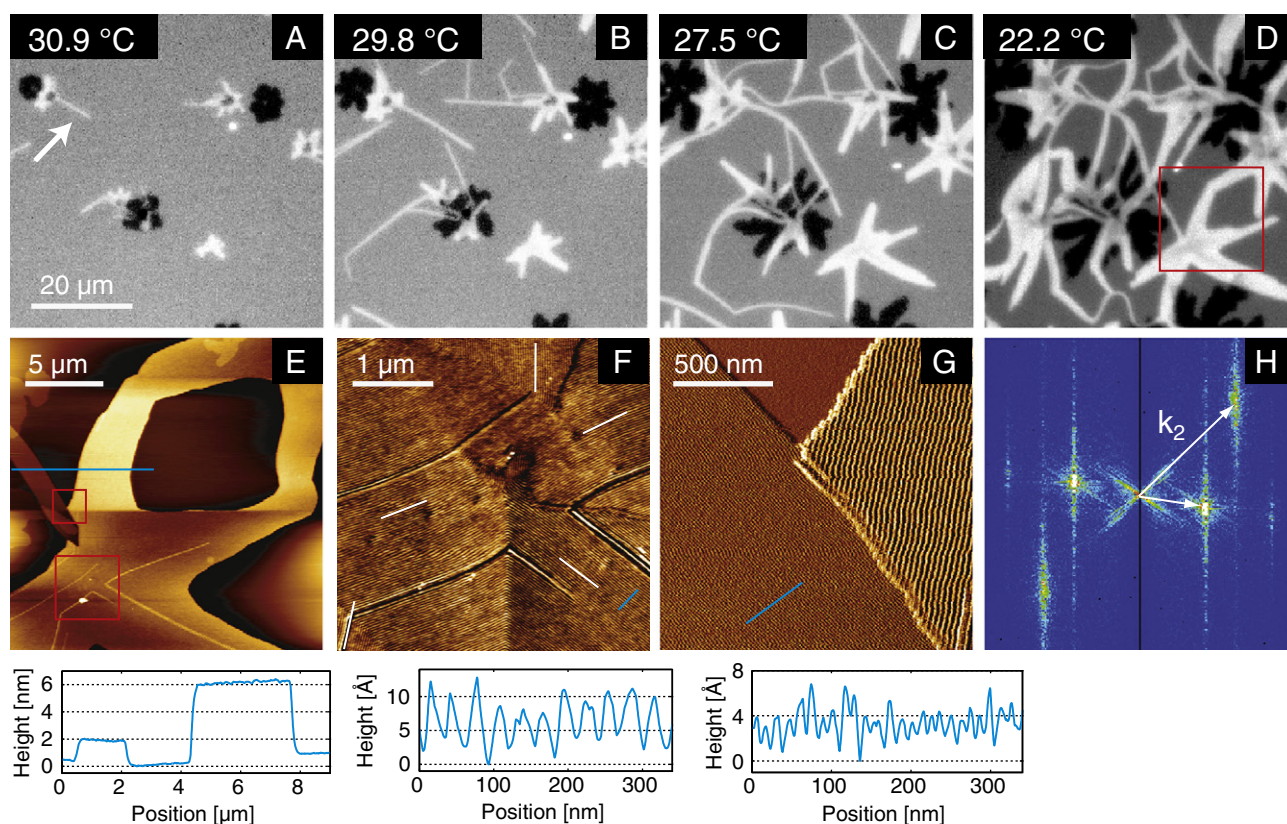 30.9 °C A
29.8 °C B
27.5 °C C
22.2 °C D
20 µm
5 µm E
1 µm F
500 nm G
H
k2
Height [nm]
6
4
2
0
0 2 4 6 8
Position [µm]
Height [Å]
10
5
0
0 100 200 300
Position [nm]
Height [Å]
8
4
0
0 100 200 300
Position [nm]